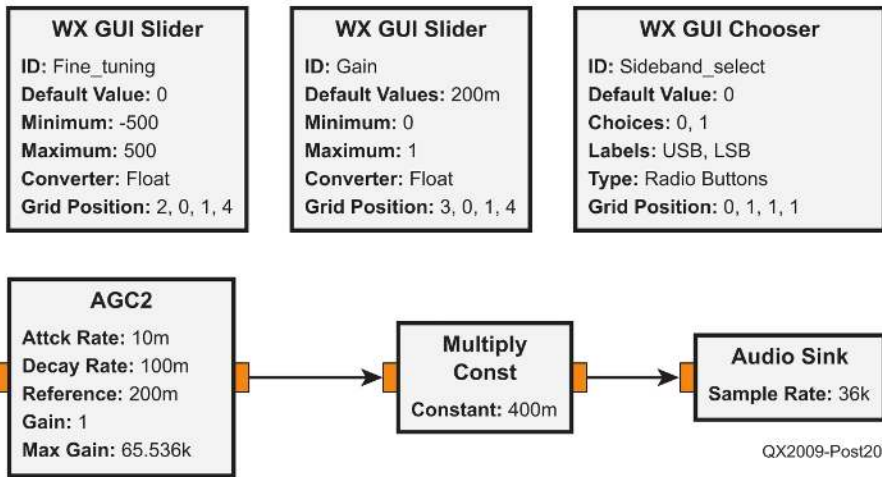 WX GUI Slider
ID: Fine_tuning
Default Value: 0
Minimum: -500
Maximum: 500
Converter: Float
Grid Position: 2, 0, 1, 4
WX GUI Slider
ID: Gain
Default Values: 200m
Minimum: 0
Maximum: 1
Converter: Float
Grid Position: 3, 0, 1, 4
WX GUI Chooser
ID: Sideband_select
Default Value: 0
Choices: 0, 1
Labels: USB, LSB
Type: Radio Buttons
Grid Position: 0, 1, 1, 1
AGC2
Attck Rate: 10m
Decay Rate: 100m
Reference: 200m
Gain: 1
Max Gain: 65.536k
Multiply
Const
Constant: 400m
Audio Sink
Sample Rate: 36k
QX2009-Post20